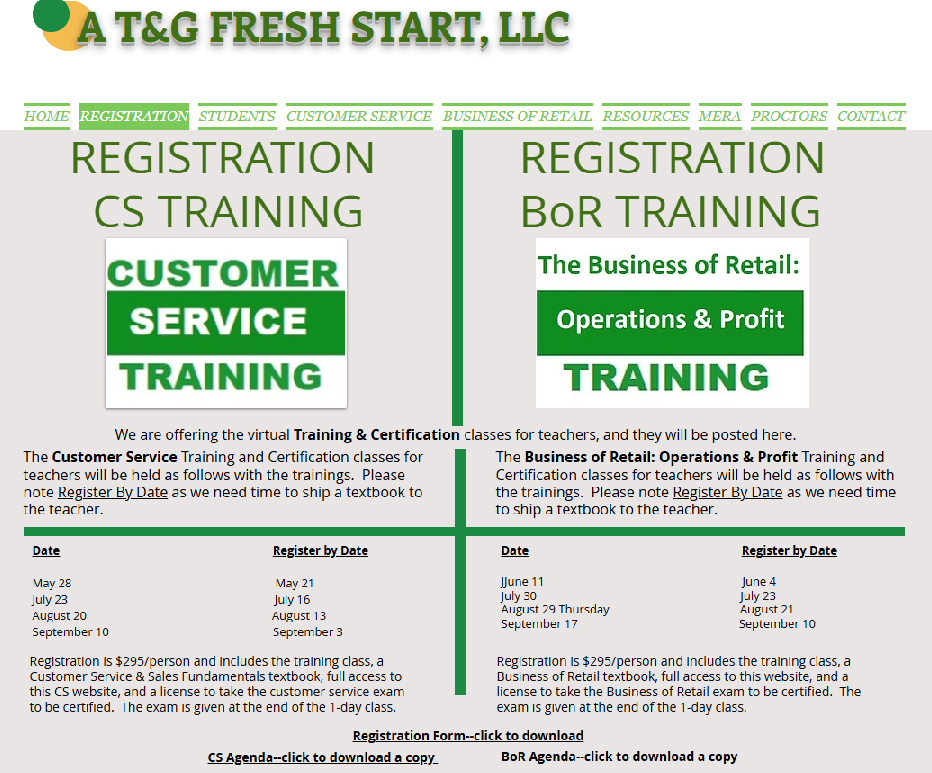 A T&G FRESH START, LLC
HOME REGISTRATION STUDENTS CUSTOMER SERVICE BUSINESS OF RETAIL RESOURCES MERA PROCTORS CONTACT
REGISTRATION
CS TRAINING
CUSTOMER
SERVICE
TRAINING
REGISTRATION
BoR TRAINING
The Business of Retail:
Operations & Profit
TRAINING
We are offering the virtual Training & Certification classes for teachers, and they will be posted here.
The Customer Service Training and Certification classes for
teachers will be held as follows with the trainings.  Please
note Register By Date as we need time to ship a textbook to
the teacher.
The Business of Retail: Operations & Profit Training and
Certification classes for teachers will be held as follows with
the trainings.  Please note Register By Date as we need time
to ship a textbook to the teacher.
Date Register by Date
May 28 May 21
July 23 July 16
August 20 August 13
September 10 September 3
Registration is $295/person and includes the training class, a
Customer Service & Sales Fundamentals textbook, full access to
this CS website, and a license to take the customer service exam
to be certified.  The exam is given at the end of the 1-day class.
Date Register by Date
JJune 11 June 4
July 30 July 23
August 29 Thursday August 21
September 17 September 10
Registration is $295/person and includes the training class, a
Business of Retail textbook, full access to this website, and a
license to take the Business of Retail exam to be certified.  The
exam is given at the end of the 1-day class.
Registration Form--click to download
CS Agenda--click to download a copy BoR Agenda--click to download a copy